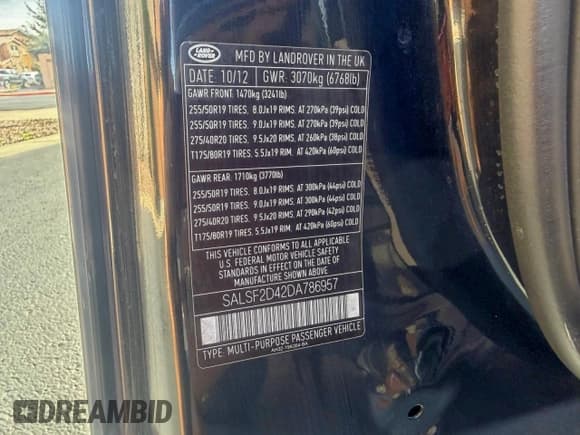 LAND-
ROVER
MFD BY LANDROVER IN THE UK
DATE 10/12 GWR: 3070kg (6768lb)
GAWR FRONT: 1470kg (3241lb)
255/50R19 TIRES. 8.0Jx19 RIMS. AT 270kPa (39psi) COLD
255/50R19 TIRES. 9.0Jx19 RIMS. AT 270kPa (39psi) COLD
275/40R20 TIRES. 9.5Jx20 RIMS. AT 260kPa (38psi) COLD
T175/80R19 TIRES. 5.5Jx19 RIM. AT 420kPa (60psi) COLD
GAWR REAR: 1710kg (3770lb)
255/50R19 TIRES. 8.0Jx19 RIMS. AT 300kPa (44psi) COLD
255/50R19 TIRES. 9.0Jx19 RIMS. AT 300kPa (44psi) COLD
275/40R20 TIRES. 9.5Jx20 RIMS. AT 290kPa (42psi) COLD
T175/80R19 TIRES. 5.5Jx19 RIM. AT 420kPa (60psi) COLD
THIS VEHICLE CONFORMS TO ALL APPLICABLE
U.S. FEDERAL MOTOR VEHICLE SAFETY
STANDARDS IN EFFECT ON THE DATE OF
MANUFACTURE SHOWN ABOVE
SALSF2D42DA786957
TYPE: MULTI-PURPOSE PASSENGER VEHICLE
DREAMBID